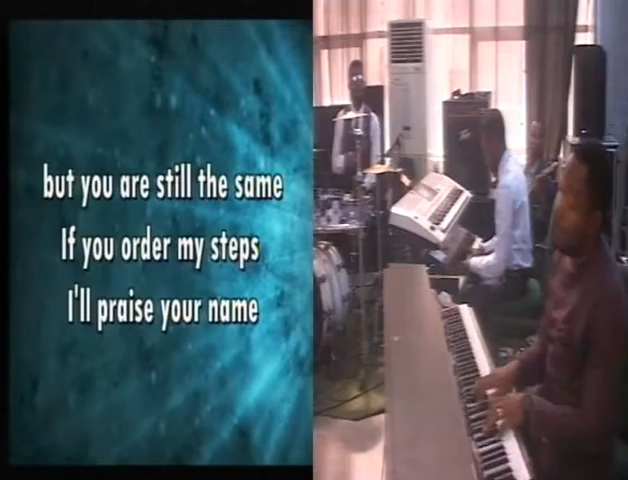 but you are still the same
If you order my steps
I'll praise your name